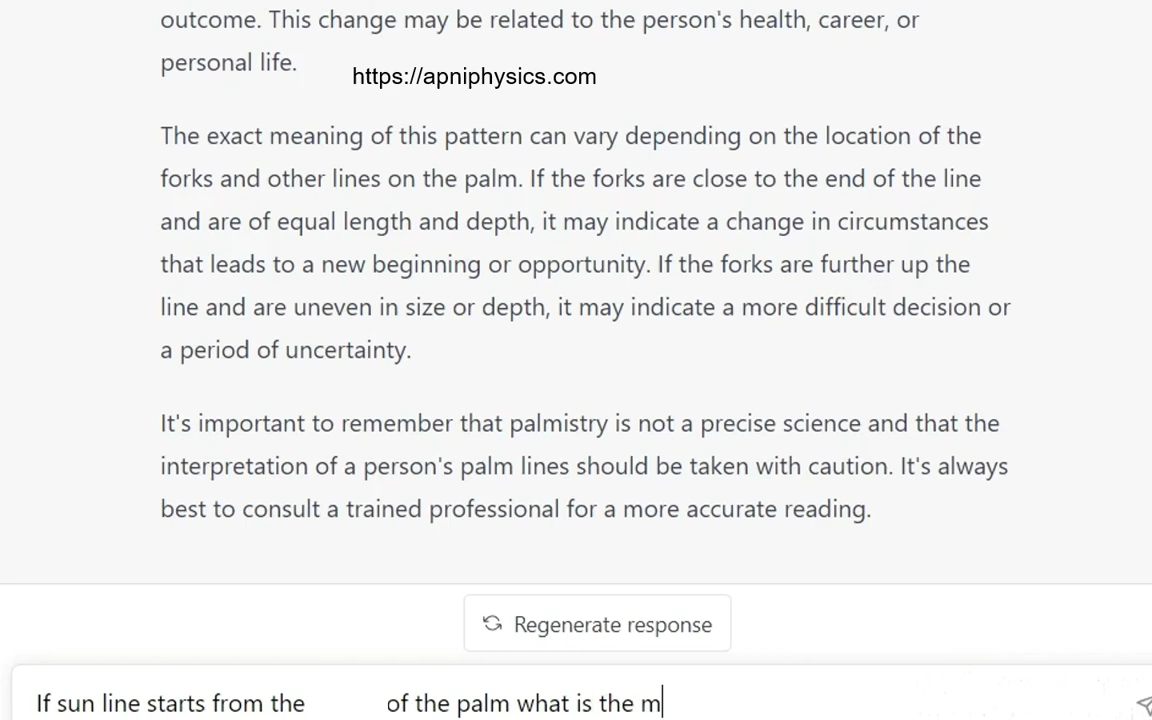 outcome. This change may be related to the person's health, career, or
personal life.
https://apniphysics.com
The exact meaning of this pattern can vary depending on the location of the
forks and other lines on the palm. If the forks are close to the end of the line
and are of equal length and depth, it may indicate a change in circumstances
that leads to a new beginning or opportunity. If the forks are further up the
line and are uneven in size or depth, it may indicate a more difficult decision or
a period of uncertainty.
It's important to remember that palmistry is not a precise science and that the
interpretation of a person's palm lines should be taken with caution. It's always
best to consult a trained professional for a more accurate reading.
Regenerate response
If sun line starts from the of the palm what is the m